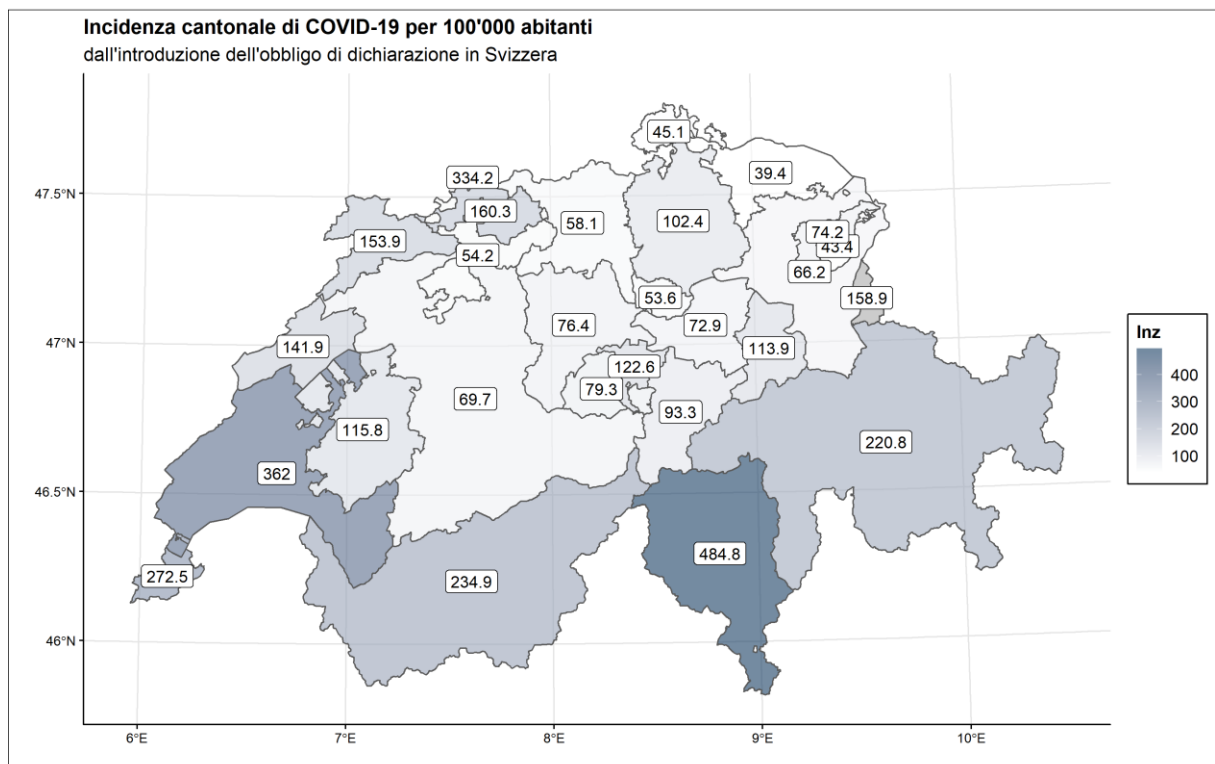 Incidenza cantonale di COVID-19 per 100'000 abitanti
dall'introduzione dell'obbligo di dichiarazione in Svizzera
45.1
39.4
334.2
160.3
58.1
102.4
74.2
43.4
153.9
54.2
66.2
53.6
158.9
76.4
72.9
141.9
113.9
122.6
79.3
69.7
93.3
115.8
220.8
362
484.8
272.5
234.9
47.5°N
47°N
46.5°N
46°N
6°E
7°E
8°E
9°E
10°E
Inz
400
300
200
100